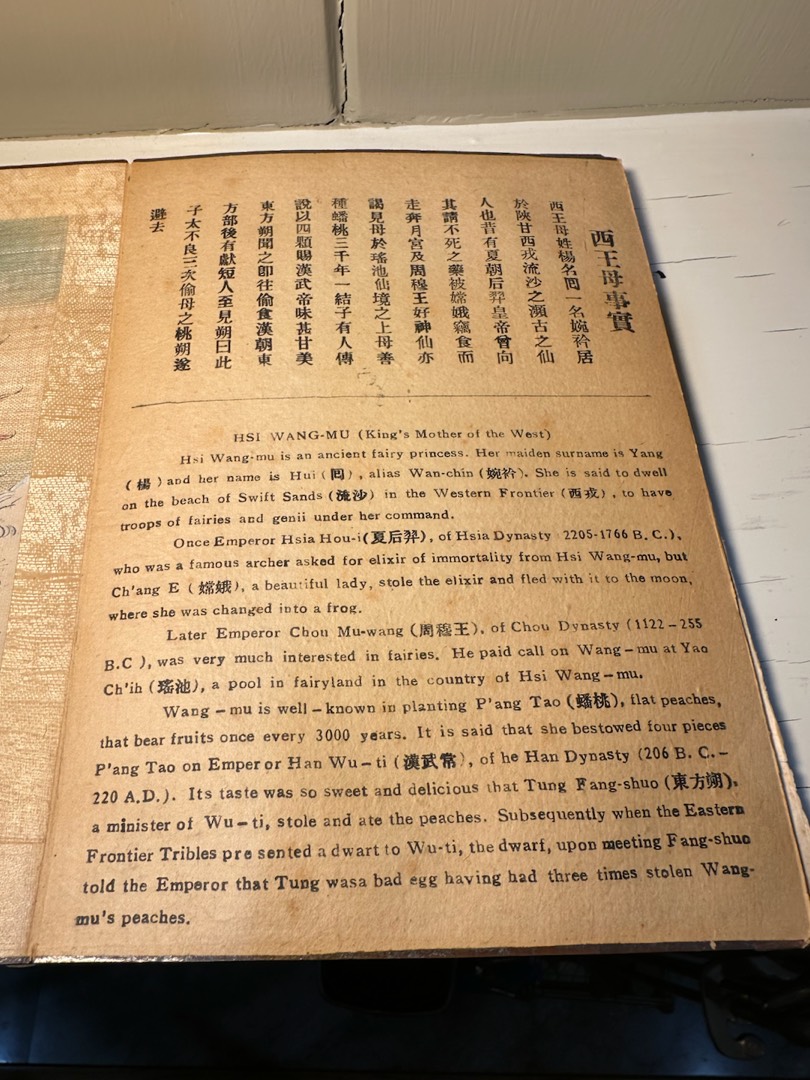 西王母事實
西王母姓楊名囘一名婉衿居
於陜甘西戎流沙之瀕古之仙
人也昔有夏朝后羿皇帝曾向
其請不死之藥被嫦娥竊食而
走奔月宮及周穆王好神仙亦
謁見母於瑤池仙境之上母善
種蟠桃三千年一結子有人傳
說以四顆賜漢武帝味甚甘美
東方朔聞之卽往偷食漢朝東
方部後有獻短人至見朔曰此
子太不良三次偷母之桃朔遂
避去
HSI WANG-MU (King's Mother of the West)
Hsi Wang-mu is an ancient fairy princess. Her maiden surname is Yang
(楊) and her name is Hui (囘), alias Wan-chin (婉衿). She is said to dwell
on the beach of Swift Sands (流沙) in the Western Frontier (西戎), to have
troops of fairies and genii under her command.
Once Emperor Hsia Hou-i(夏后羿), of Hsia Dynasty 2205-1766 B.C.),
who was a famous archer asked for elixir of immortality from Hsi Wang-mu, but
Ch'ang E (嫦娥), a beautiful lady, stole the elixir and fled with it to the moon,
where she was changed into a frog.
Later Emperor Chou Mu-wang (周穆王), of Chou Dynasty (1122-255
B.C ), was very much interested in fairies. He paid call on Wang-mu at Yao
Ch'ih (瑤池), a pool in fairyland in the country of Hsi Wang-mu.
Wang-mu is well-known in planting P'ang Tao (蟠桃), flat peaches,
that bear fruits once every 3000 years. It is said that she bestowed four pieces
P'ang Tao on Emperor Han Wu-ti (漢武常), of he Han Dynasty (206 B.C.-
220 A.D.). Its taste was so sweet and delicious that Tung Fang-shuo (東方朔),
a minister of Wu-ti, stole and ate the peaches. Subsequently when the Eastern
Frontier Tribles pre sented a dwart to Wu-ti, the dwarf, upon meeting Fang-shuo
told the Emperor that Tung wasa bad egg having had three times stolen Wang-
mu's peaches.